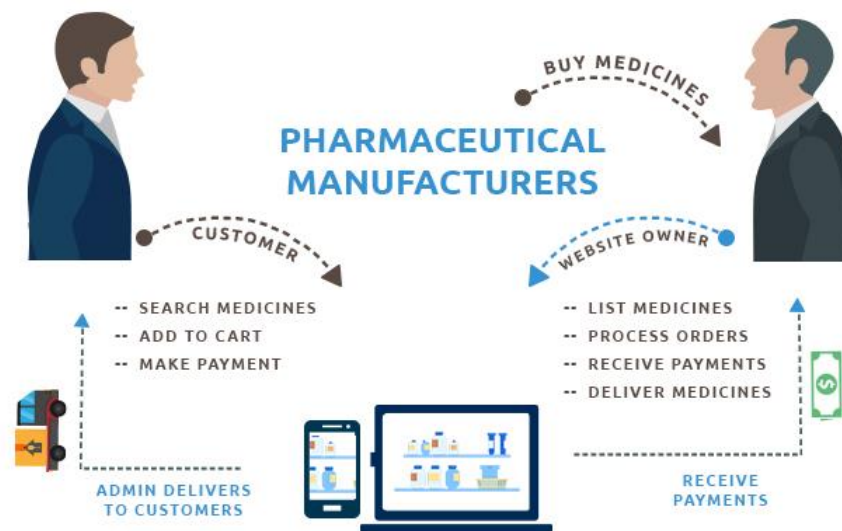 BUY MEDICINES
PHARMACEUTICAL
MANUFACTURERS
CUSTOMER
WEBSITE OWNER
-- SEARCH MEDICINES
-- ADD TO CART
-- MAKE PAYMENT
-- LIST MEDICINES
-- PROCESS ORDERS
-- RECEIVE PAYMENTS
-- DELIVER MEDICINES
ADMIN DELIVERS
TO CUSTOMERS
RECEIVE
PAYMENTS
$